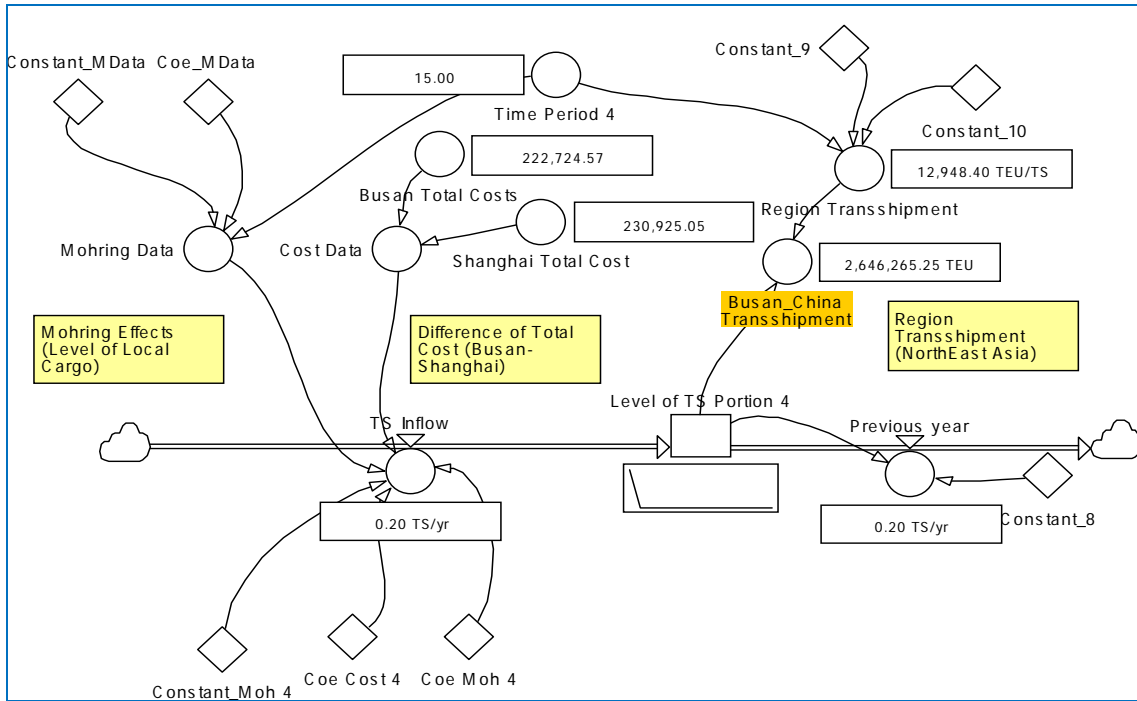 Constant_9
Constant_MData
Coe_MData
15.00
Time Period 4
Constant_10
222,724.57
12,948.40 TEU/TS
Busan Total Costs
Region Transshipment
230,925.05
Mohring Data
Cost Data
Shanghai Total Cost
2,646,265.25 TEU
Busan_China
Transshipment
Mohring Effects
(Level of Local
Cargo)
Difference of Total
Cost (Busan-
Shanghai)
Region
Transshipment
(NorthEast Asia)
Level of TS Portion 4
TS Inflow
Previous year
0.20 TS/yr
0.20 TS/yr
Constant_8
Constant_Moh 4
Coe Cost 4
Coe Moh 4